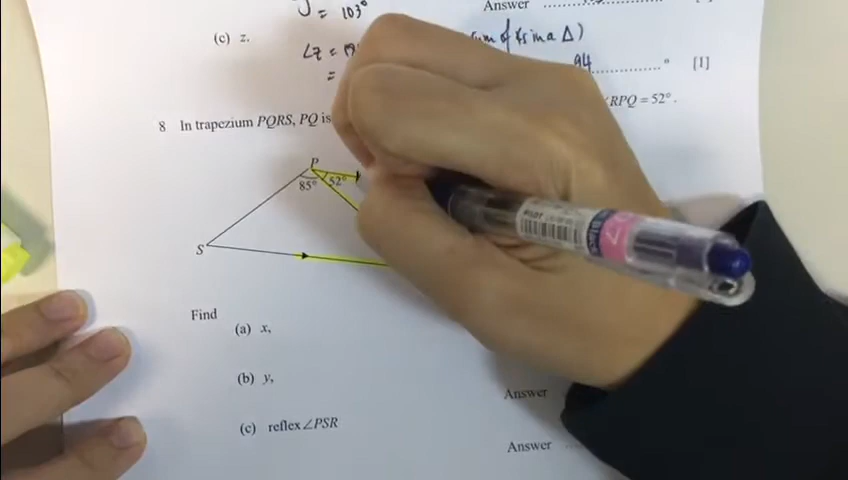 = 103°
Answer
(c) z.
∠z =
sum of ∠s in a Δ)
=
94 ° [1]
∠RPQ = 52°.
8 In trapezium PQRS, PQ is
P
85° 52°
S
Find
(a) x,
(b) y,
Answer
(c) reflex ∠PSR
Answer